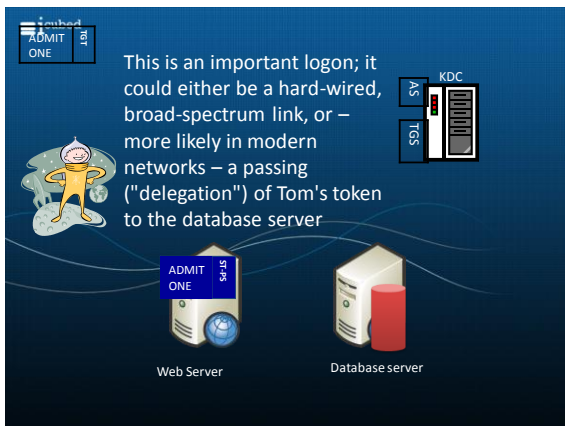 icubed
ADMIT
ONE
TGT
This is an important logon; it
could either be a hard-wired,
broad-spectrum link, or –
more likely in modern
networks – a passing
("delegation") of Tom's token
to the database server
KDC
AS
TGS
ADMIT
ONE
ST-PS
Web Server
Database server